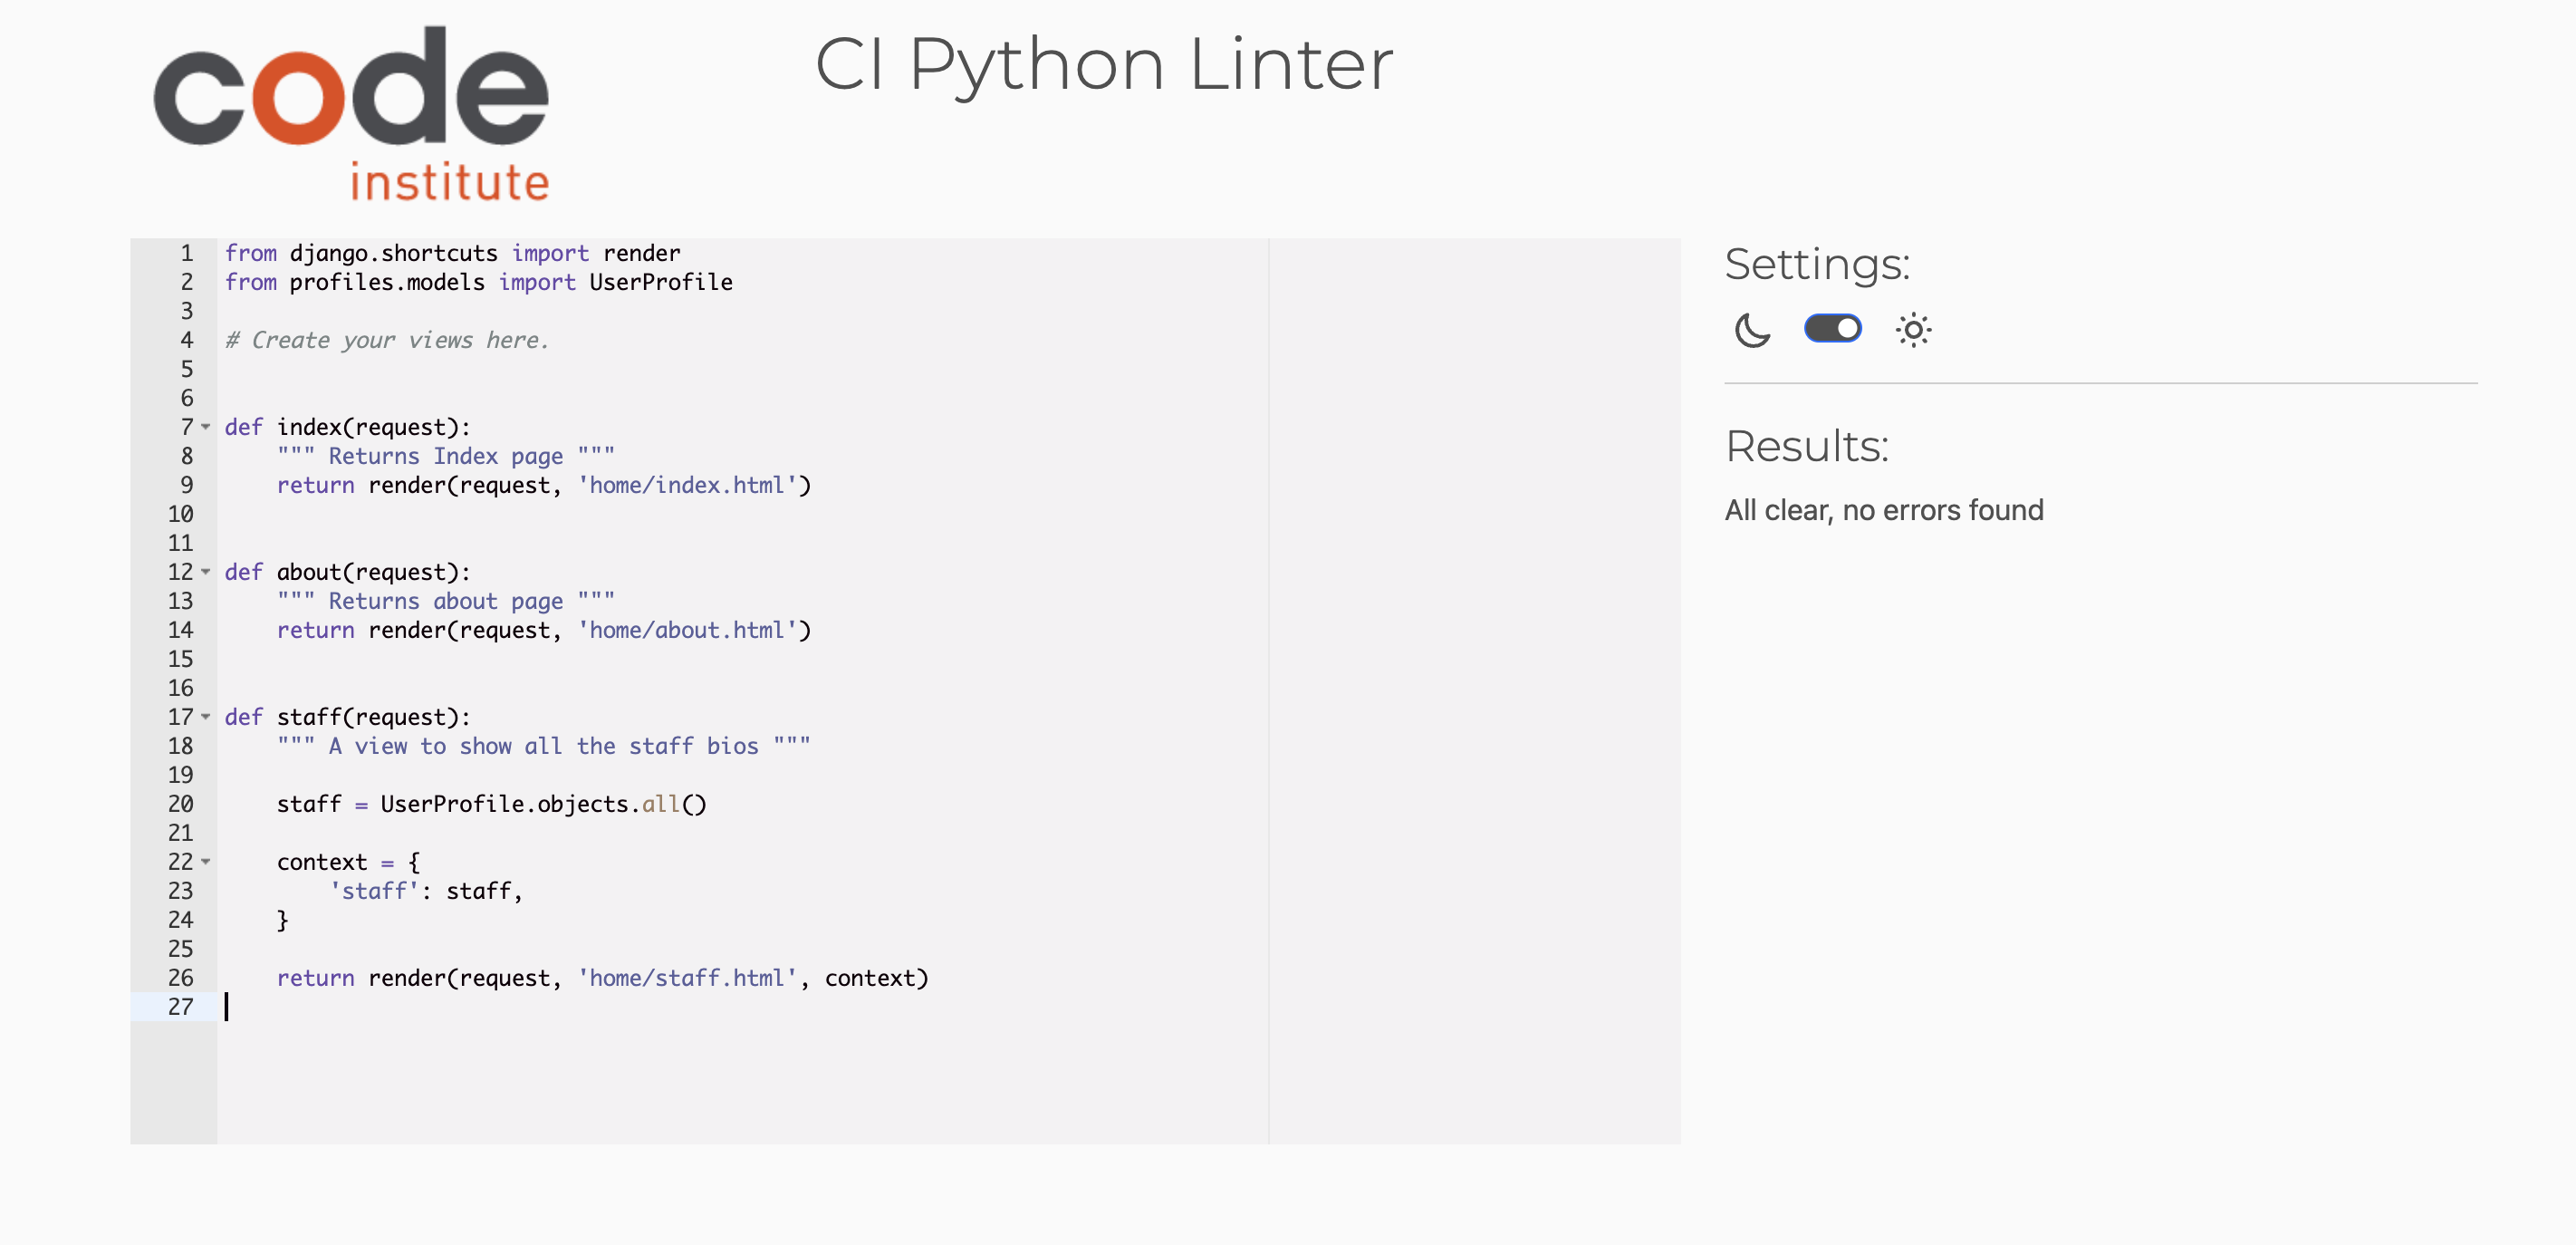 code
institute
CI Python Linter
1 from django.shortcuts import render
2 from profiles.models import UserProfile
3
4 # Create your views here.
5
6
7 def index(request):
8     """ Returns Index page """
9     return render(request, 'home/index.html')
10
11
12 def about(request):
13     """ Returns about page """
14     return render(request, 'home/about.html')
15
16
17 def staff(request):
18     """ A view to show all the staff bios """
19
20     staff = UserProfile.objects.all()
21
22     context = {
23         'staff': staff,
24     }
25
26     return render(request, 'home/staff.html', context)
27
Settings:
Results:
All clear, no errors found